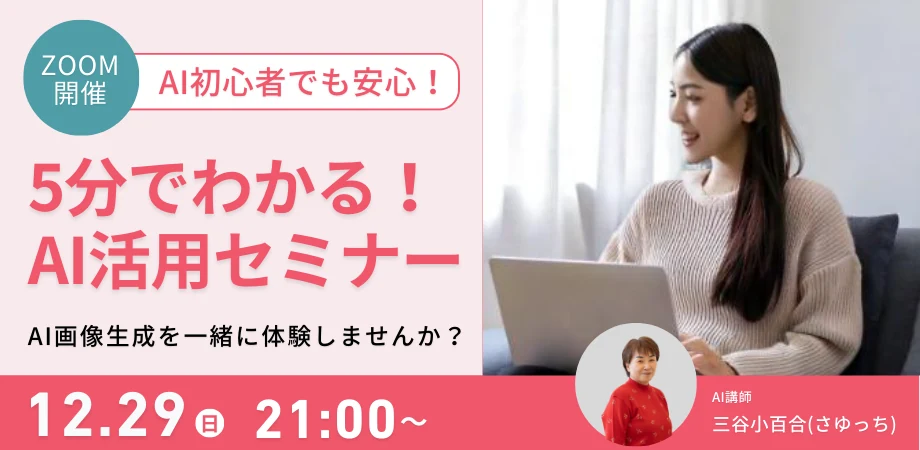 ZOOM
開催
AI初心者でも安心！
5分でわかる！
AI活用セミナー
AI画像生成を一緒に体験しませんか？
12.29 日 21:00～
AI講師
三谷小百合(さゆっち)